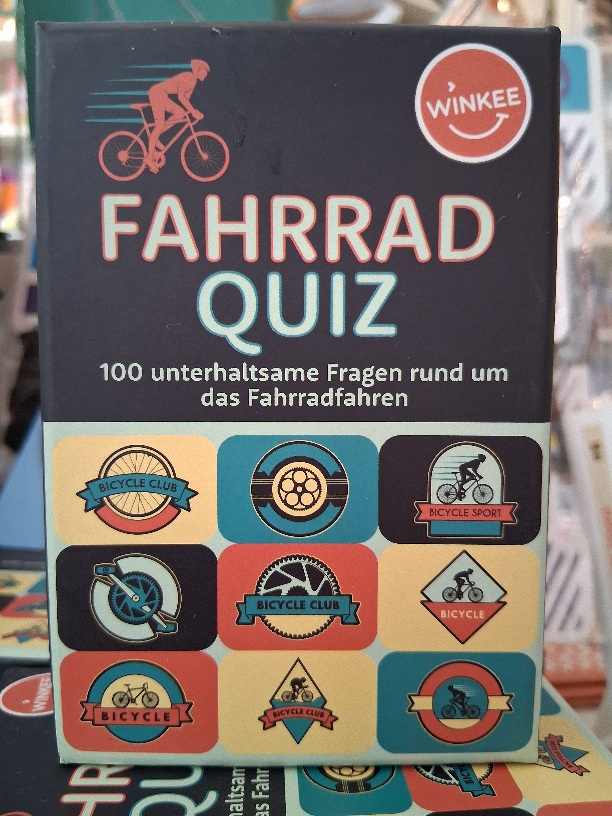 WINKEE
FAHRRAD
QUIZ
100 unterhaltsame Fragen rund um
das Fahrradfahren
BICYCLE CLUB
BICYCLE SPORT
BICYCLE CLUB
BICYCLE
BICYCLE
BICYCLE CLUB